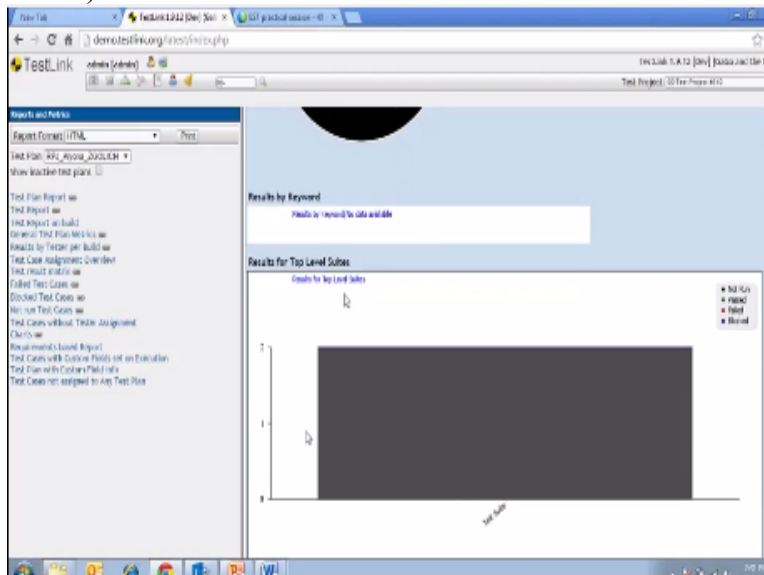 New Tab
TestLink 1.9.12 [Dev]
IST practical session
demo.testlink.org/latest/index.php
TestLink admin [admin]
TestLink 1.9.12 [Dev]
Test Project
Reports and Metrics
Report Format HTML Print
Test Plan
Show inactive test plans
Test Plan Report
Test Report
Test Report on build
General Test Plan Metrics
Results by Tester per Build
Test Case Assignment Overview
Test result matrix
Failed Test Cases
Blocked Test Cases
Not run Test Cases
Test Cases without Tester Assignment
Charts
Requirements based Report
Test Cases with Custom Fields set on Execution
Test Plan with Custom Field info
Test Cases not assigned to Any Test Plan
Results by Keyword
Results by Keyword No data available
Results for Top Level Suites
Results for Top Level Suites
Not Run
Passed
Failed
Blocked
2
1
0
Test Suite